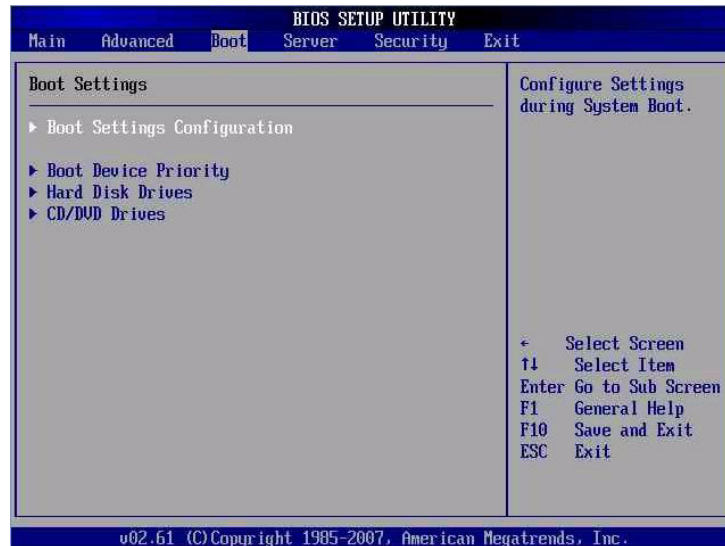 BIOS SETUP UTILITY
Main Advanced Boot Server Security Exit
Boot Settings
▶ Boot Settings Configuration
▶ Boot Device Priority
▶ Hard Disk Drives
▶ CD/DVD Drives
Configure Settings
during System Boot.
← Select Screen
↑↓ Select Item
Enter Go to Sub Screen
F1 General Help
F10 Save and Exit
ESC Exit
v02.61 (C)Copyright 1985-2007, American Megatrends, Inc.